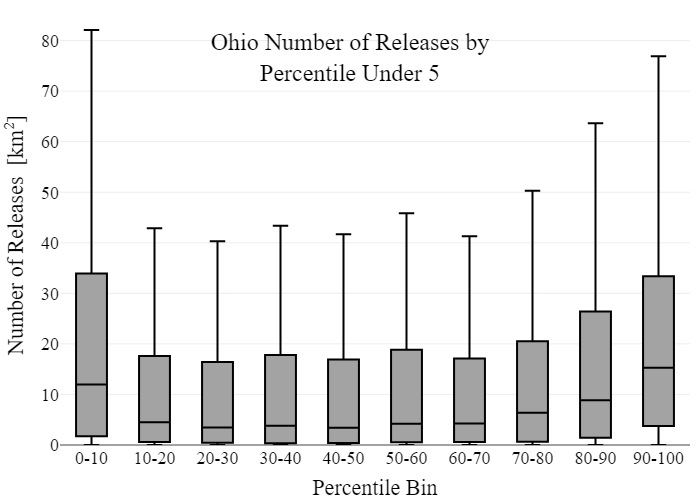 Ohio Number of Releases by
Percentile Under 5
Number of Releases [km²]
80
70
60
50
40
30
20
10
0
0-10 10-20 20-30 30-40 40-50 50-60 60-70 70-80 80-90 90-100
Percentile Bin